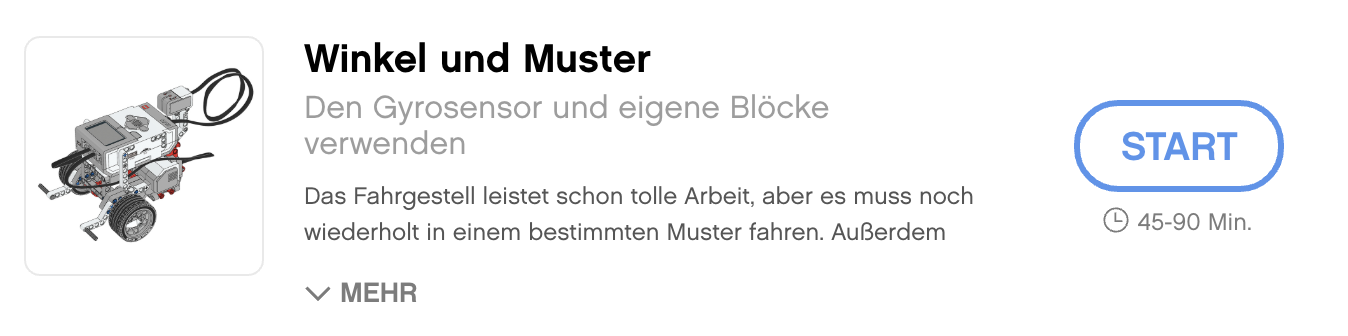 Winkel und Muster
Den Gyrosensor und eigene Blöcke
verwenden
Das Fahrgestell leistet schon tolle Arbeit, aber es muss noch
wiederholt in einem bestimmten Muster fahren. Außerdem
MEHR
START
45-90 Min.